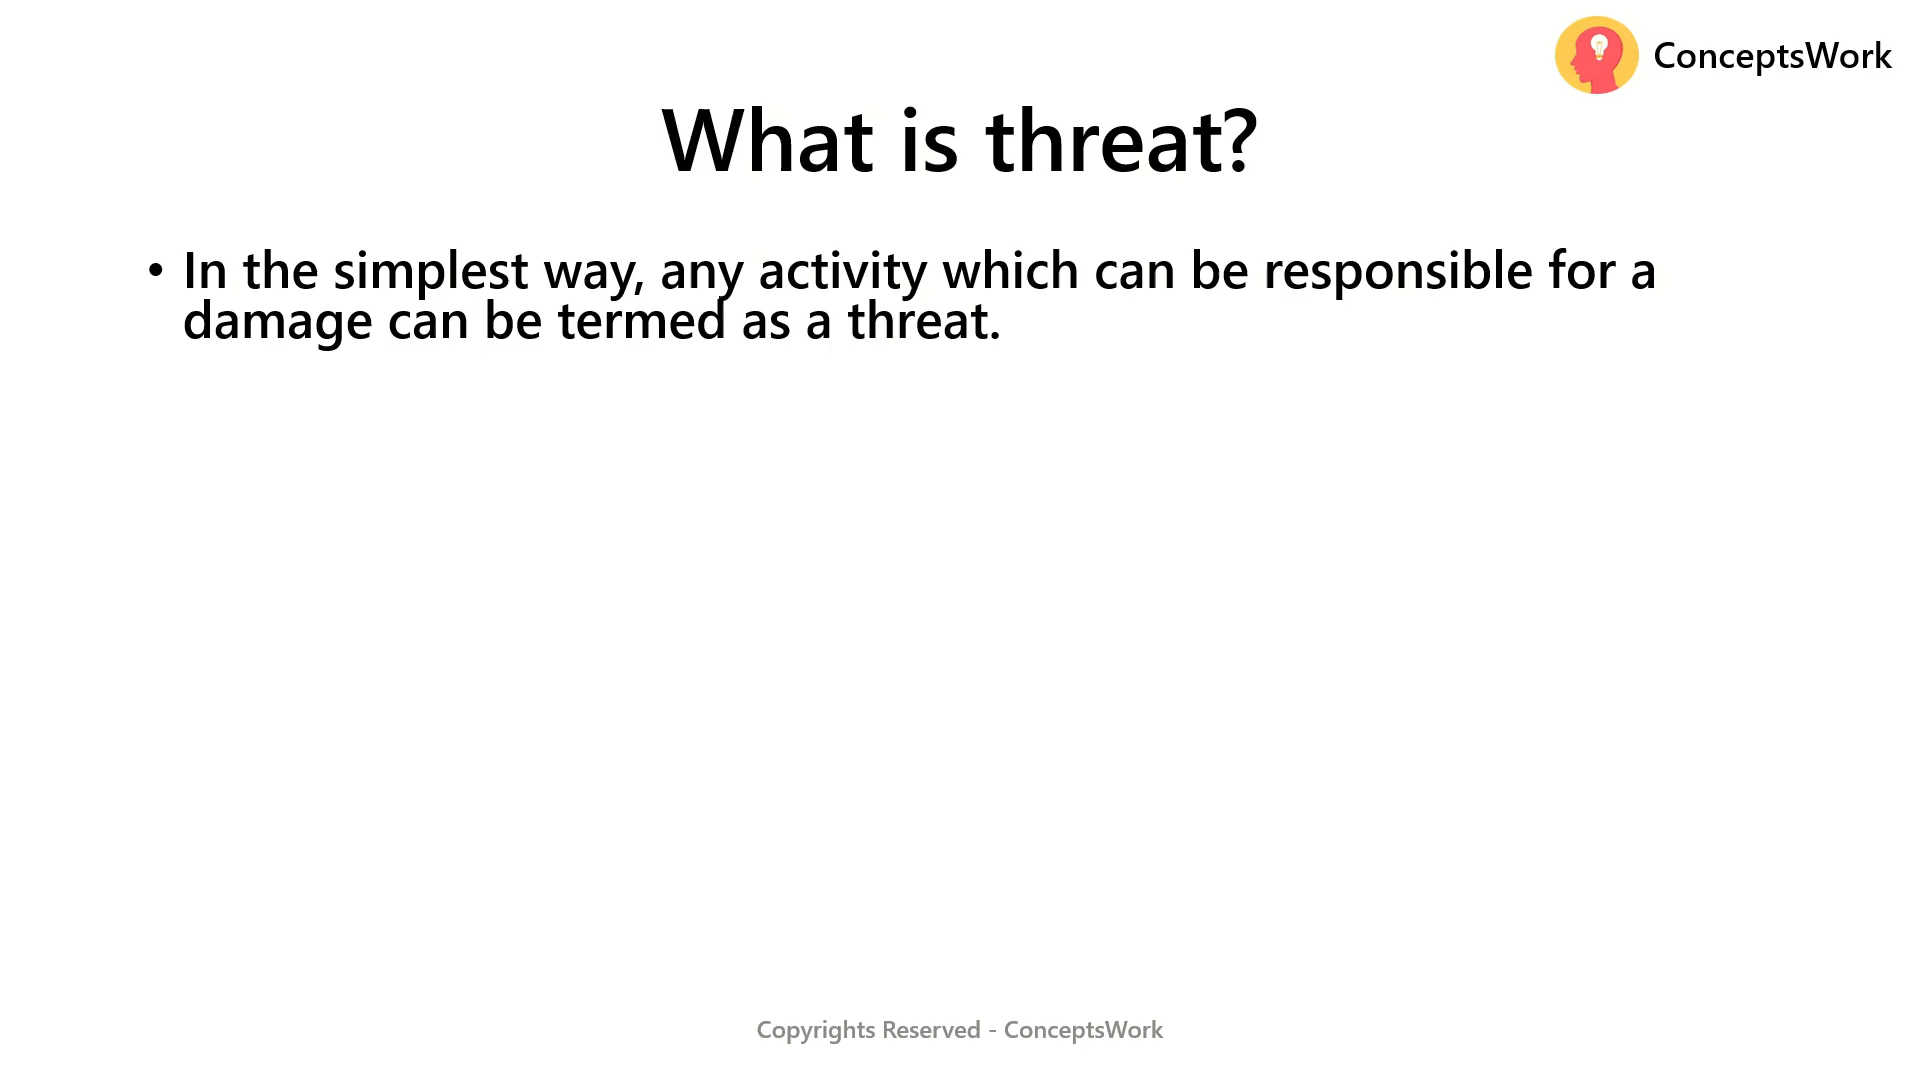 ConceptsWork
What is threat?
• In the simplest way, any activity which can be responsible for a
damage can be termed as a threat.
Copyrights Reserved - ConceptsWork